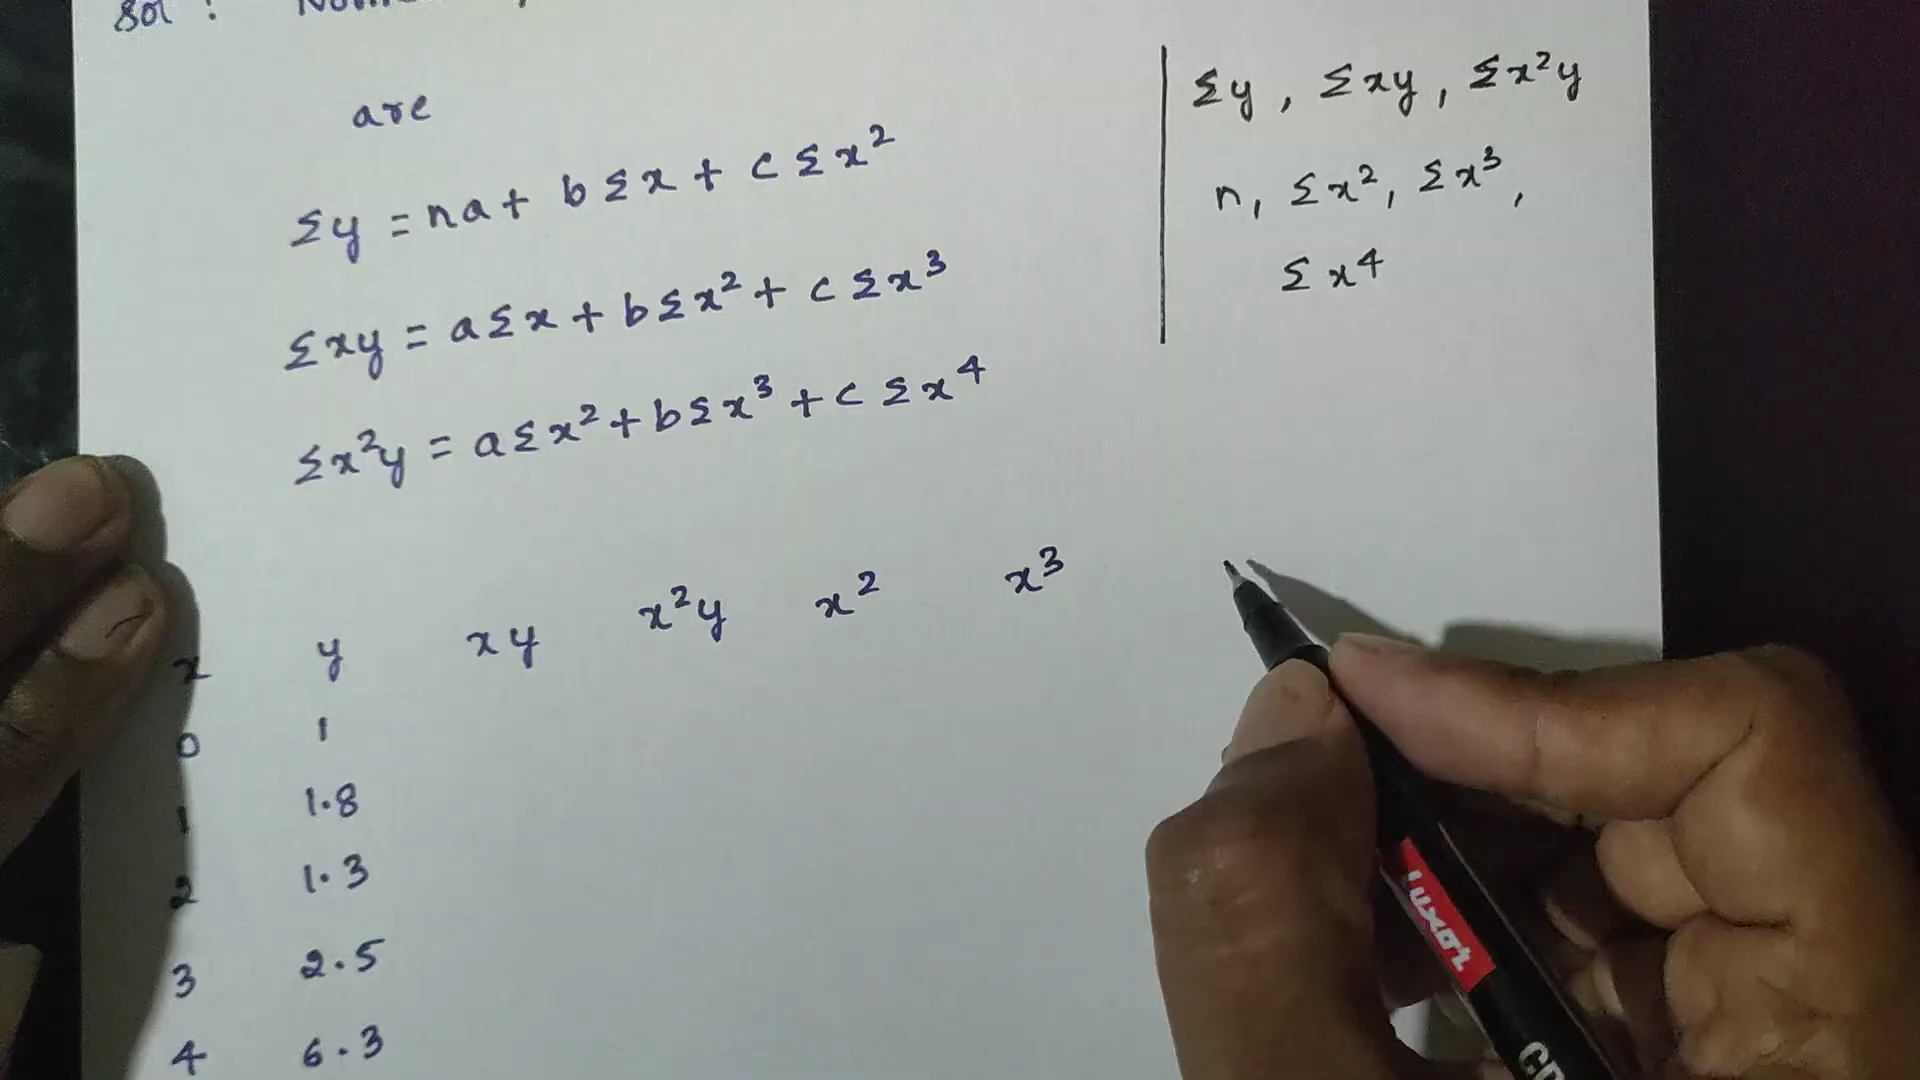 Sol :
are
Σy = na + bΣx + cΣx²
Σxy = aΣx + bΣx² + cΣx³
Σx²y = aΣx² + bΣx³ + cΣx⁴
Σy, Σxy, Σx²y
n, Σx², Σx³,
Σx⁴
x y xy x²y x² x³
0 1
1 1.8
2 1.3
3 2.5
4 6.3
Luxor